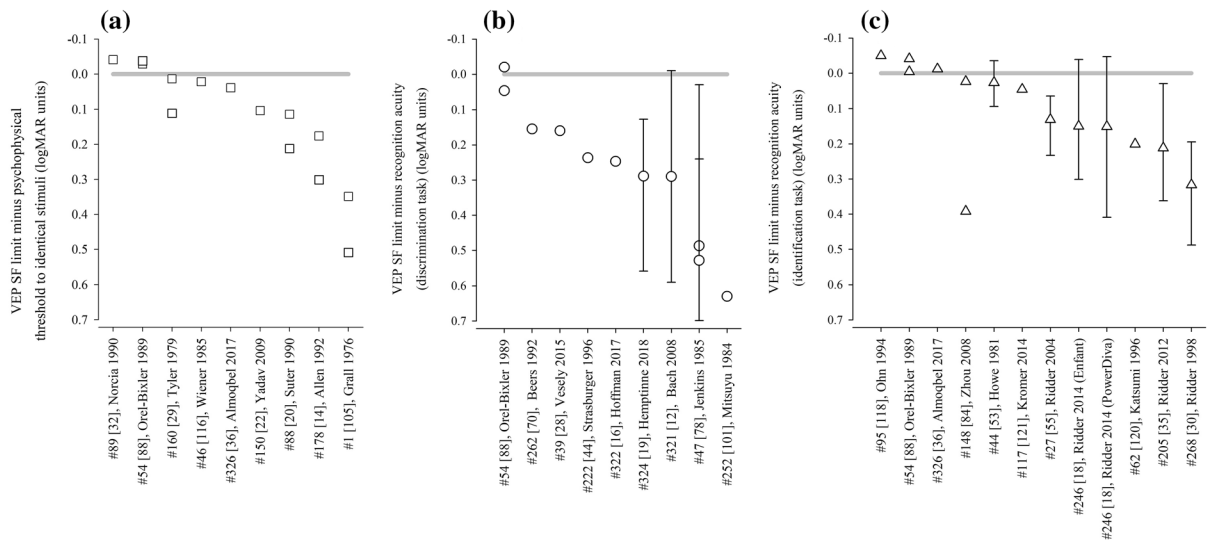 (a)
VEP SF limit minus psychophysical
threshold to identical stimuli (logMAR units)
-0.1
0.0
0.1
0.2
0.3
0.4
0.5
0.6
0.7
#89 [32], Norcia 1990
#54 [88], Orel-Bixler 1989
#160 [29], Tyler 1979
#46 [116], Wiener 1985
#326 [36], Almoqbel 2017
#150 [22], Yadav 2009
#88 [20], Suter 1990
#178 [14], Allen 1992
#1 [105], Grall 1976
(b)
VEP SF limit minus recognition acuity
(discrimination task) (logMAR units)
-0.1
0.0
0.1
0.2
0.3
0.4
0.5
0.6
0.7
#54 [88], Orel-Bixler 1989
#262 [70], Beers 1992
#39 [28], Vesely 2015
#222 [44], Strasburger 1996
#322 [16], Hoffman 2017
#324 [19], Hemptinne 2018
#321 [12], Bach 2008
#47 [78], Jenkins 1985
#252 [101], Mitsuyu 1984
(c)
VEP SF limit minus recognition acuity
(identification task) (logMAR units)
-0.1
0.0
0.1
0.2
0.3
0.4
0.5
0.6
0.7
#95 [118], Ohn 1994
#54 [88], Orel-Bixler 1989
#326 [36], Almoqbel 2017
#148 [84], Zhou 2008
#44 [53], Howe 1981
#117 [121], Kromer 2014
#27 [55], Ridder 2004
#246 [18], Ridder 2014 (Enfant)
#246 [18], Ridder 2014 (PowerDiva)
#62 [120], Katsumi 1996
#205 [35], Ridder 2012
#268 [30], Ridder 1998